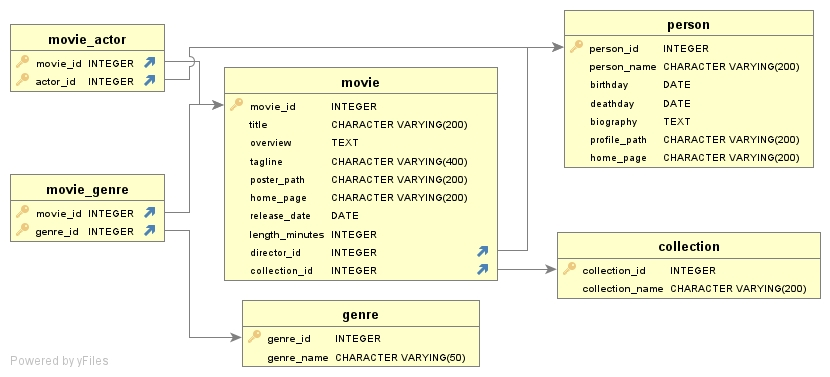 movie_actor
movie_id INTEGER
actor_id INTEGER
movie_genre
movie_id INTEGER
genre_id INTEGER
movie
movie_id INTEGER
title CHARACTER VARYING(200)
overview TEXT
tagline CHARACTER VARYING(400)
poster_path CHARACTER VARYING(200)
home_page CHARACTER VARYING(200)
release_date DATE
length_minutes INTEGER
director_id INTEGER
collection_id INTEGER
genre
genre_id INTEGER
genre_name CHARACTER VARYING(50)
person
person_id INTEGER
person_name CHARACTER VARYING(200)
birthday DATE
deathday DATE
biography TEXT
profile_path CHARACTER VARYING(200)
home_page CHARACTER VARYING(200)
collection
collection_id INTEGER
collection_name CHARACTER VARYING(200)
Powered by yFiles